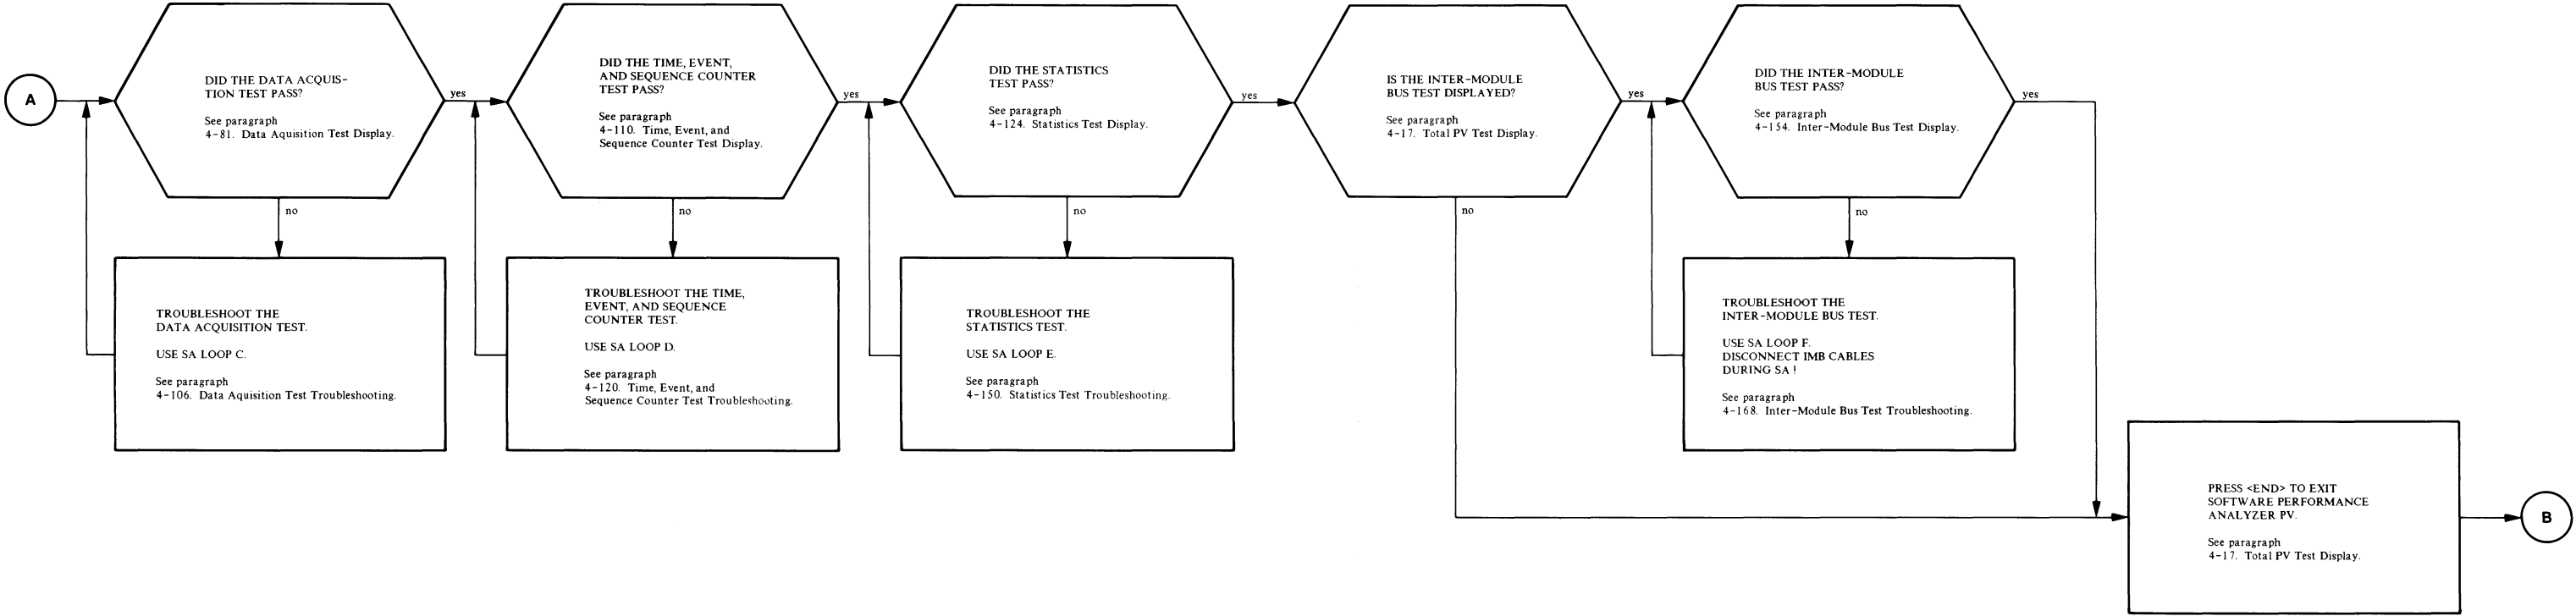 A
DID THE DATA ACQUIS-
TION TEST PASS?
See paragraph
4-81. Data Aquisition Test Display.
yes
no
TROUBLESHOOT THE
DATA ACQUISITION TEST.
USE SA LOOP C.
See paragraph
4-106. Data Aquisition Test Troubleshooting.
DID THE TIME, EVENT,
AND SEQUENCE COUNTER
TEST PASS?
See paragraph
4-110. Time, Event, and
Sequence Counter Test Display.
yes
no
TROUBLESHOOT THE TIME,
EVENT, AND SEQUENCE
COUNTER TEST.
USE SA LOOP D.
See paragraph
4-120. Time, Event, and
Sequence Counter Test Troubleshooting.
DID THE STATISTICS
TEST PASS?
See paragraph
4-124. Statistics Test Display.
yes
no
TROUBLESHOOT THE
STATISTICS TEST.
USE SA LOOP E.
See paragraph
4-150. Statistics Test Troubleshooting.
IS THE INTER-MODULE
BUS TEST DISPLAYED?
See paragraph
4-17. Total PV Test Display.
yes
no
DID THE INTER-MODULE
BUS TEST PASS?
See paragraph
4-154. Inter-Module Bus Test Display.
yes
no
TROUBLESHOOT THE
INTER-MODULE BUS TEST.
USE SA LOOP F.
DISCONNECT IMB CABLES
DURING SA !
See paragraph
4-168. Inter-Module Bus Test Troubleshooting.
PRESS <END> TO EXIT
SOFTWARE PERFORMANCE
ANALYZER PV.
See paragraph
4-17. Total PV Test Display.
B